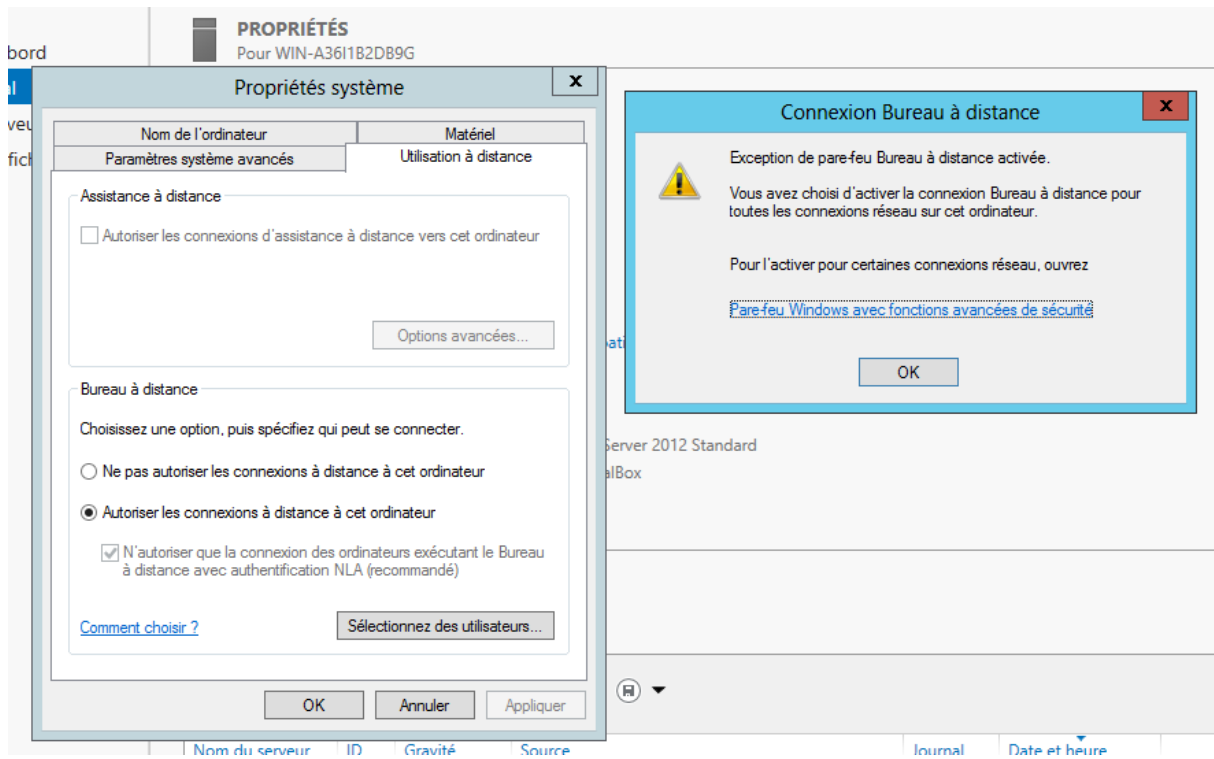 PROPRIÉTÉS
Pour WIN-A36I1B2DB9G
bord
Propriétés système
x
Nom de l'ordinateur
Matériel
Paramètres système avancés
Utilisation à distance
Assistance à distance
Autoriser les connexions d'assistance à distance vers cet ordinateur
Options avancées...
Bureau à distance
Choisissez une option, puis spécifiez qui peut se connecter.
Ne pas autoriser les connexions à distance à cet ordinateur
Autoriser les connexions à distance à cet ordinateur
N'autoriser que la connexion des ordinateurs exécutant le Bureau
à distance avec authentification NLA (recommandé)
Comment choisir ?
Sélectionnez des utilisateurs...
OK
Annuler
Appliquer
Connexion Bureau à distance
x
Exception de pare-feu Bureau à distance activée.
Vous avez choisi d'activer la connexion Bureau à distance pour
toutes les connexions réseau sur cet ordinateur.
Pour l'activer pour certaines connexions réseau, ouvrez
Pare-feu Windows avec fonctions avancées de sécurité
OK
Server 2012 Standard
alBox
Nom du serveur
ID
Gravité
Source
Journal
Date et heure